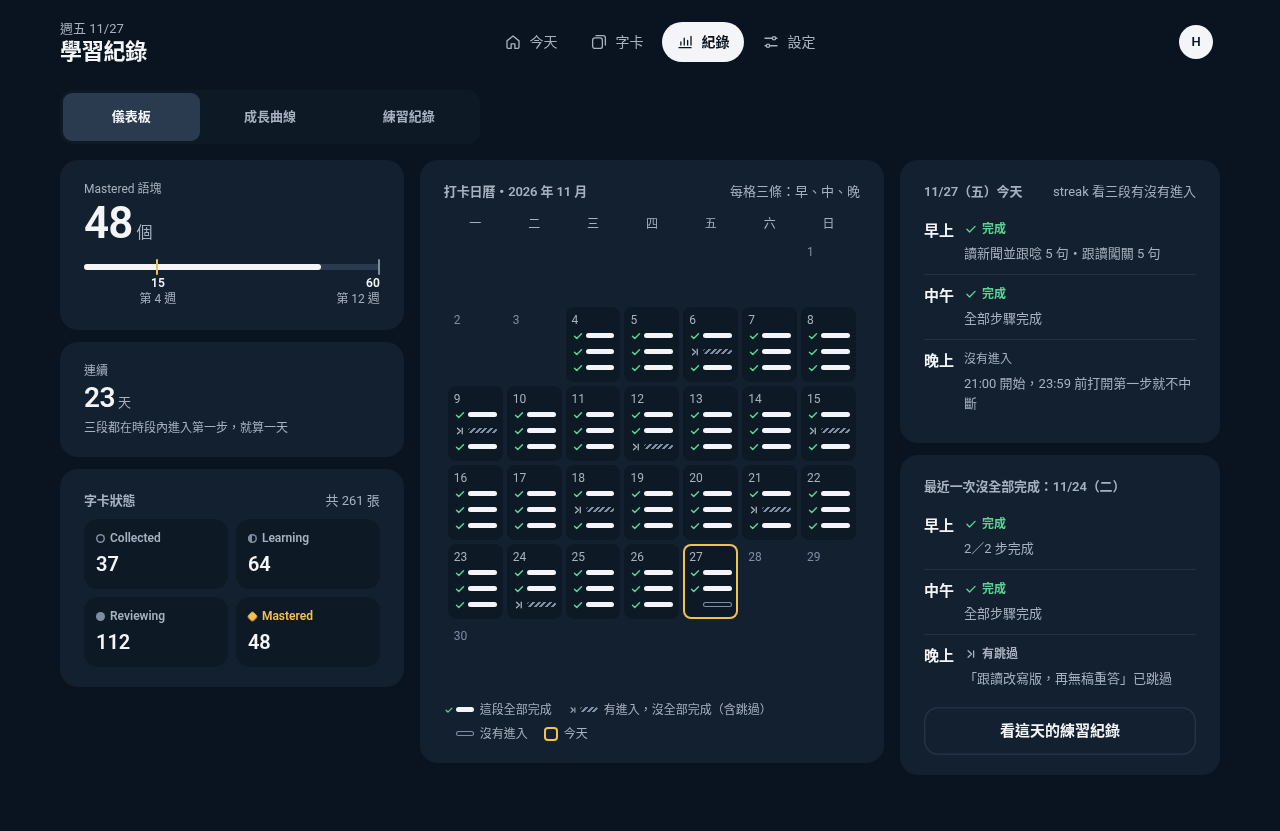 週五 11/27
學習紀錄
今天
字卡
紀錄
設定
H
儀表板
成長曲線
練習紀錄
Mastered 語塊
48 個
15
60
第 4 週
第 12 週
連續
23 天
三段都在時段內進入第一步，就算一天
字卡狀態
共 261 張
Collected
37
Learning
64
Reviewing
112
Mastered
48
打卡日曆・2026 年 11 月
每格三條：早、中、晚
一 二 三 四 五 六 日
1
2 3 4 5 6 7 8
9 10 11 12 13 14 15
16 17 18 19 20 21 22
23 24 25 26 27 28 29
30
這段全部完成
有進入，沒全部完成（含跳過）
沒有進入
今天
11/27（五）今天
streak 看三段有沒有進入
早上
完成
讀新聞並跟唸 5 句・跟讀闖關 5 句
中午
完成
全部步驟完成
晚上
沒有進入
21:00 開始，23:59 前打開第一步就不中
斷
最近一次沒全部完成：11/24（二）
早上
完成
2／2 步完成
中午
完成
全部步驟完成
晚上
有跳過
「跟讀改寫版，再無稿重答」已跳過
看這天的練習紀錄